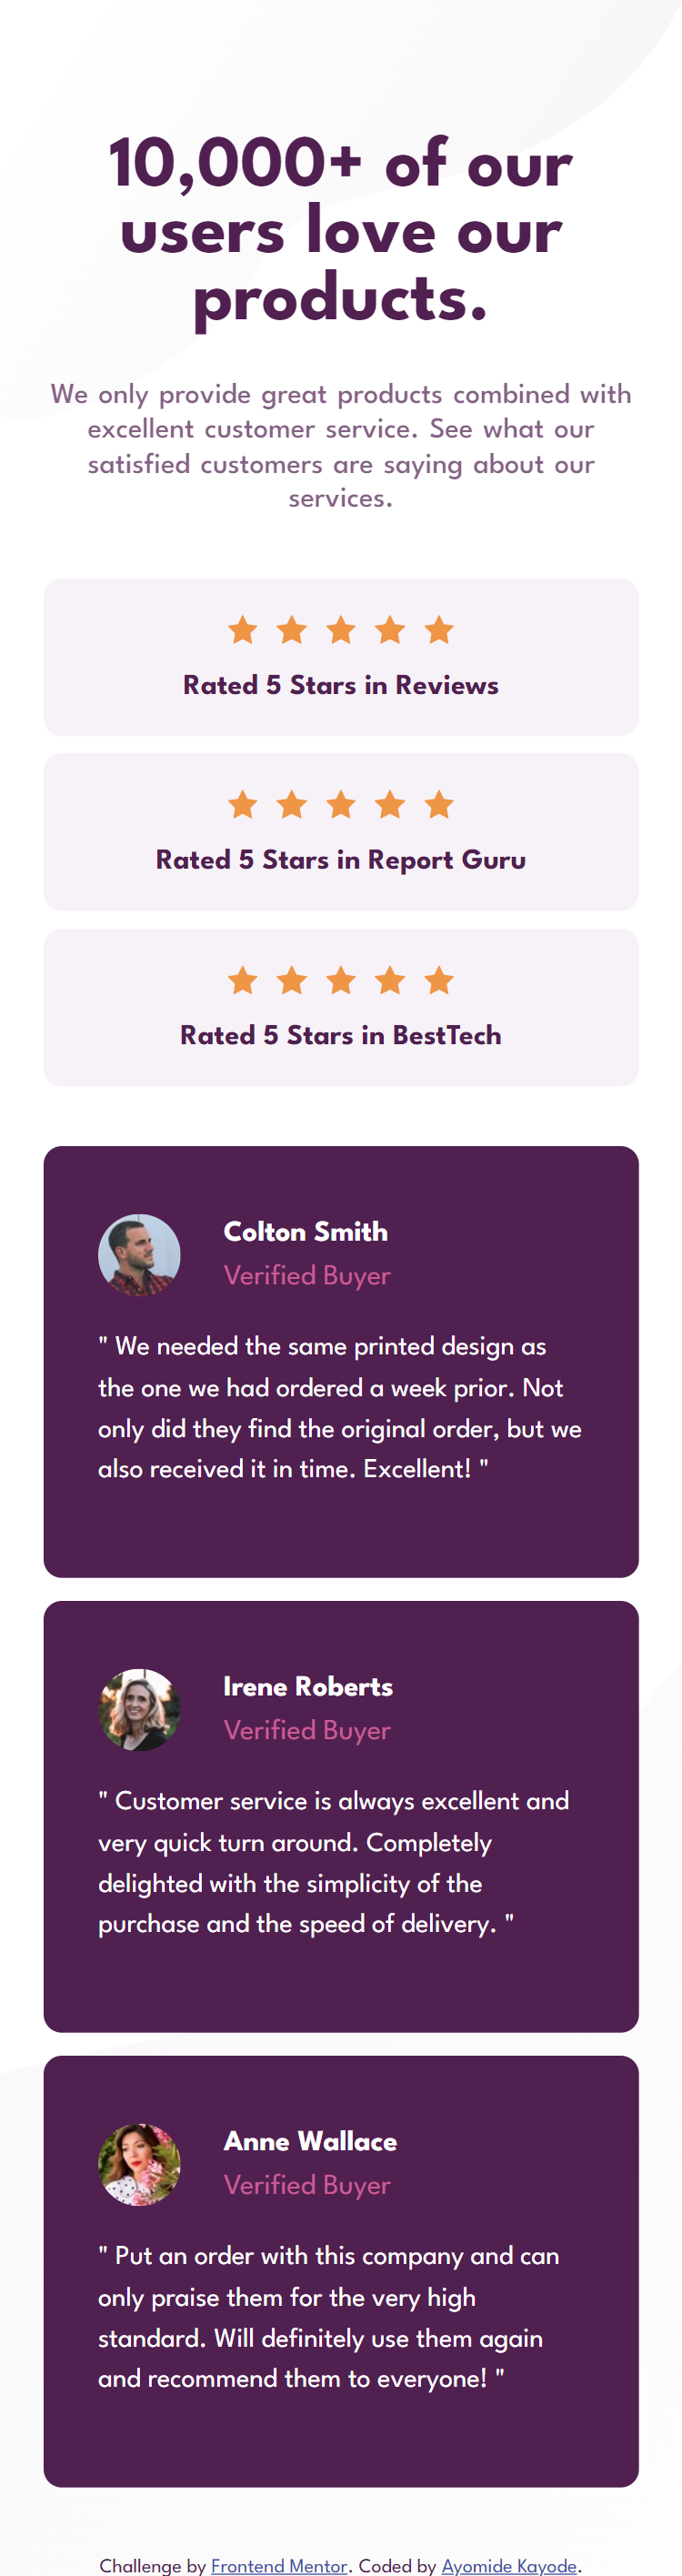 10,000+ of our
users love our
products.
We only provide great products combined with
excellent customer service. See what our
satisfied customers are saying about our
services.
Rated 5 Stars in Reviews
Rated 5 Stars in Report Guru
Rated 5 Stars in BestTech
Colton Smith
Verified Buyer
" We needed the same printed design as
the one we had ordered a week prior. Not
only did they find the original order, but we
also received it in time. Excellent! "
Irene Roberts
Verified Buyer
" Customer service is always excellent and
very quick turn around. Completely
delighted with the simplicity of the
purchase and the speed of delivery. "
Anne Wallace
Verified Buyer
" Put an order with this company and can
only praise them for the very high
standard. Will definitely use them again
and recommend them to everyone! "
Challenge by Frontend Mentor. Coded by Ayomide Kayode.